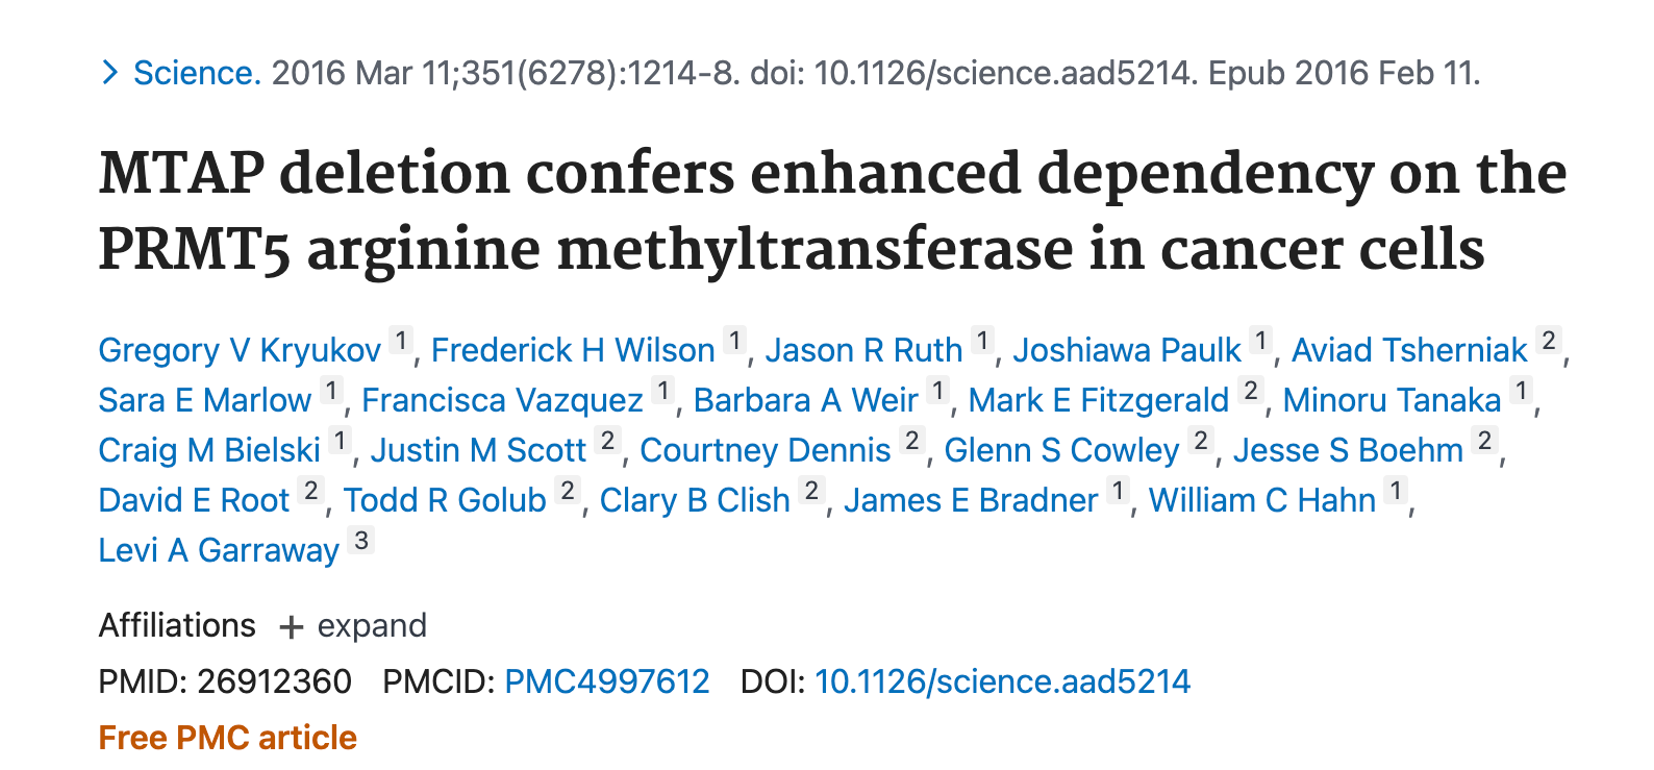 > Science. 2016 Mar 11;351(6278):1214-8. doi: 10.1126/science.aad5214. Epub 2016 Feb 11.
MTAP deletion confers enhanced dependency on the
PRMT5 arginine methyltransferase in cancer cells
Gregory V Kryukov 1, Frederick H Wilson 1, Jason R Ruth 1, Joshiawa Paulk 1, Aviad Tsherniak 2,
Sara E Marlow 1, Francisca Vazquez 1, Barbara A Weir 1, Mark E Fitzgerald 2, Minoru Tanaka 1,
Craig M Bielski 1, Justin M Scott 2, Courtney Dennis 2, Glenn S Cowley 2, Jesse S Boehm 2,
David E Root 2, Todd R Golub 2, Clary B Clish 2, James E Bradner 1, William C Hahn 1,
Levi A Garraway 3
Affiliations + expand
PMID: 26912360 PMCID: PMC4997612 DOI: 10.1126/science.aad5214
Free PMC article